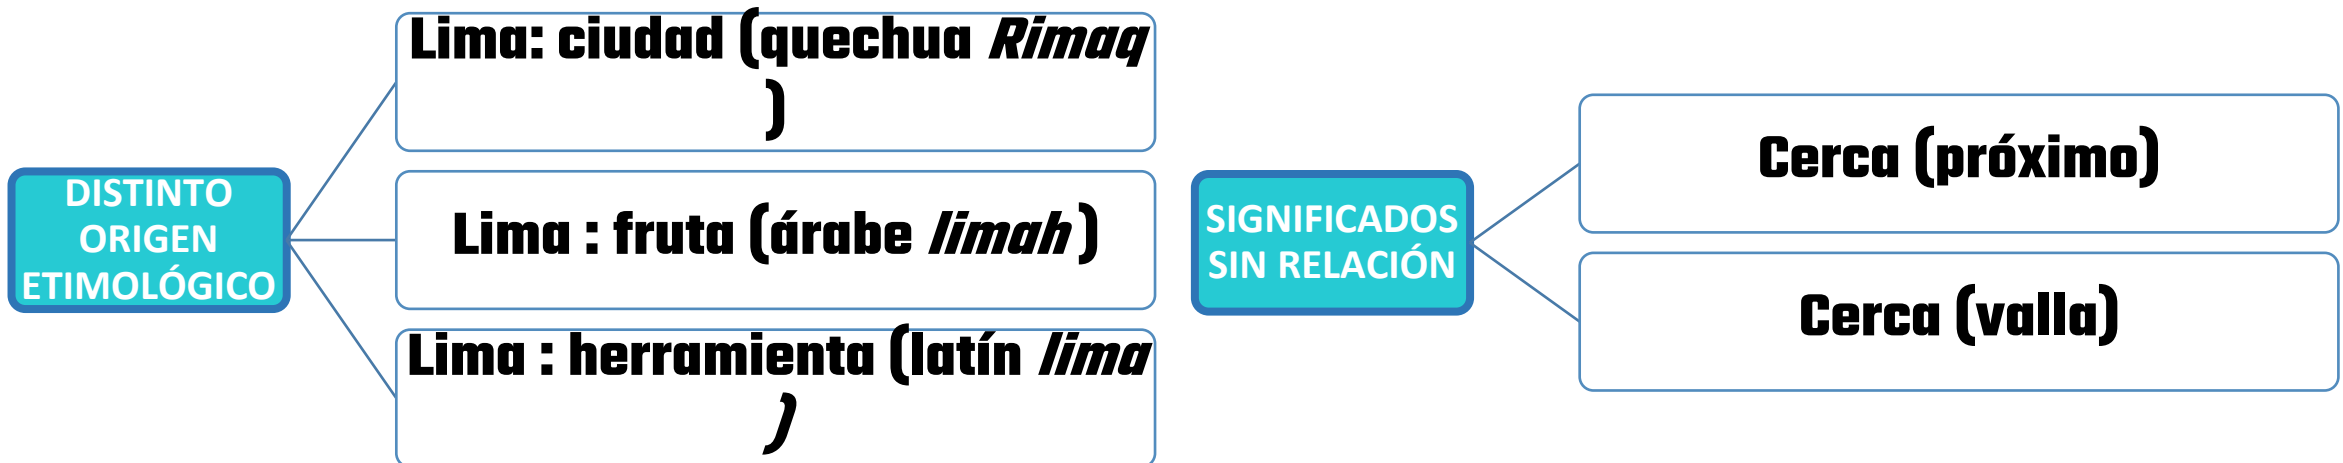 DISTINTO
ORIGEN
ETIMOLÓGICO
Lima: ciudad (quechua Rimaq
)
Lima : fruta (árabe limah )
Lima : herramienta (latín lima
)
SIGNIFICADOS
SIN RELACIÓN
Cerca (próximo)
Cerca (valla)